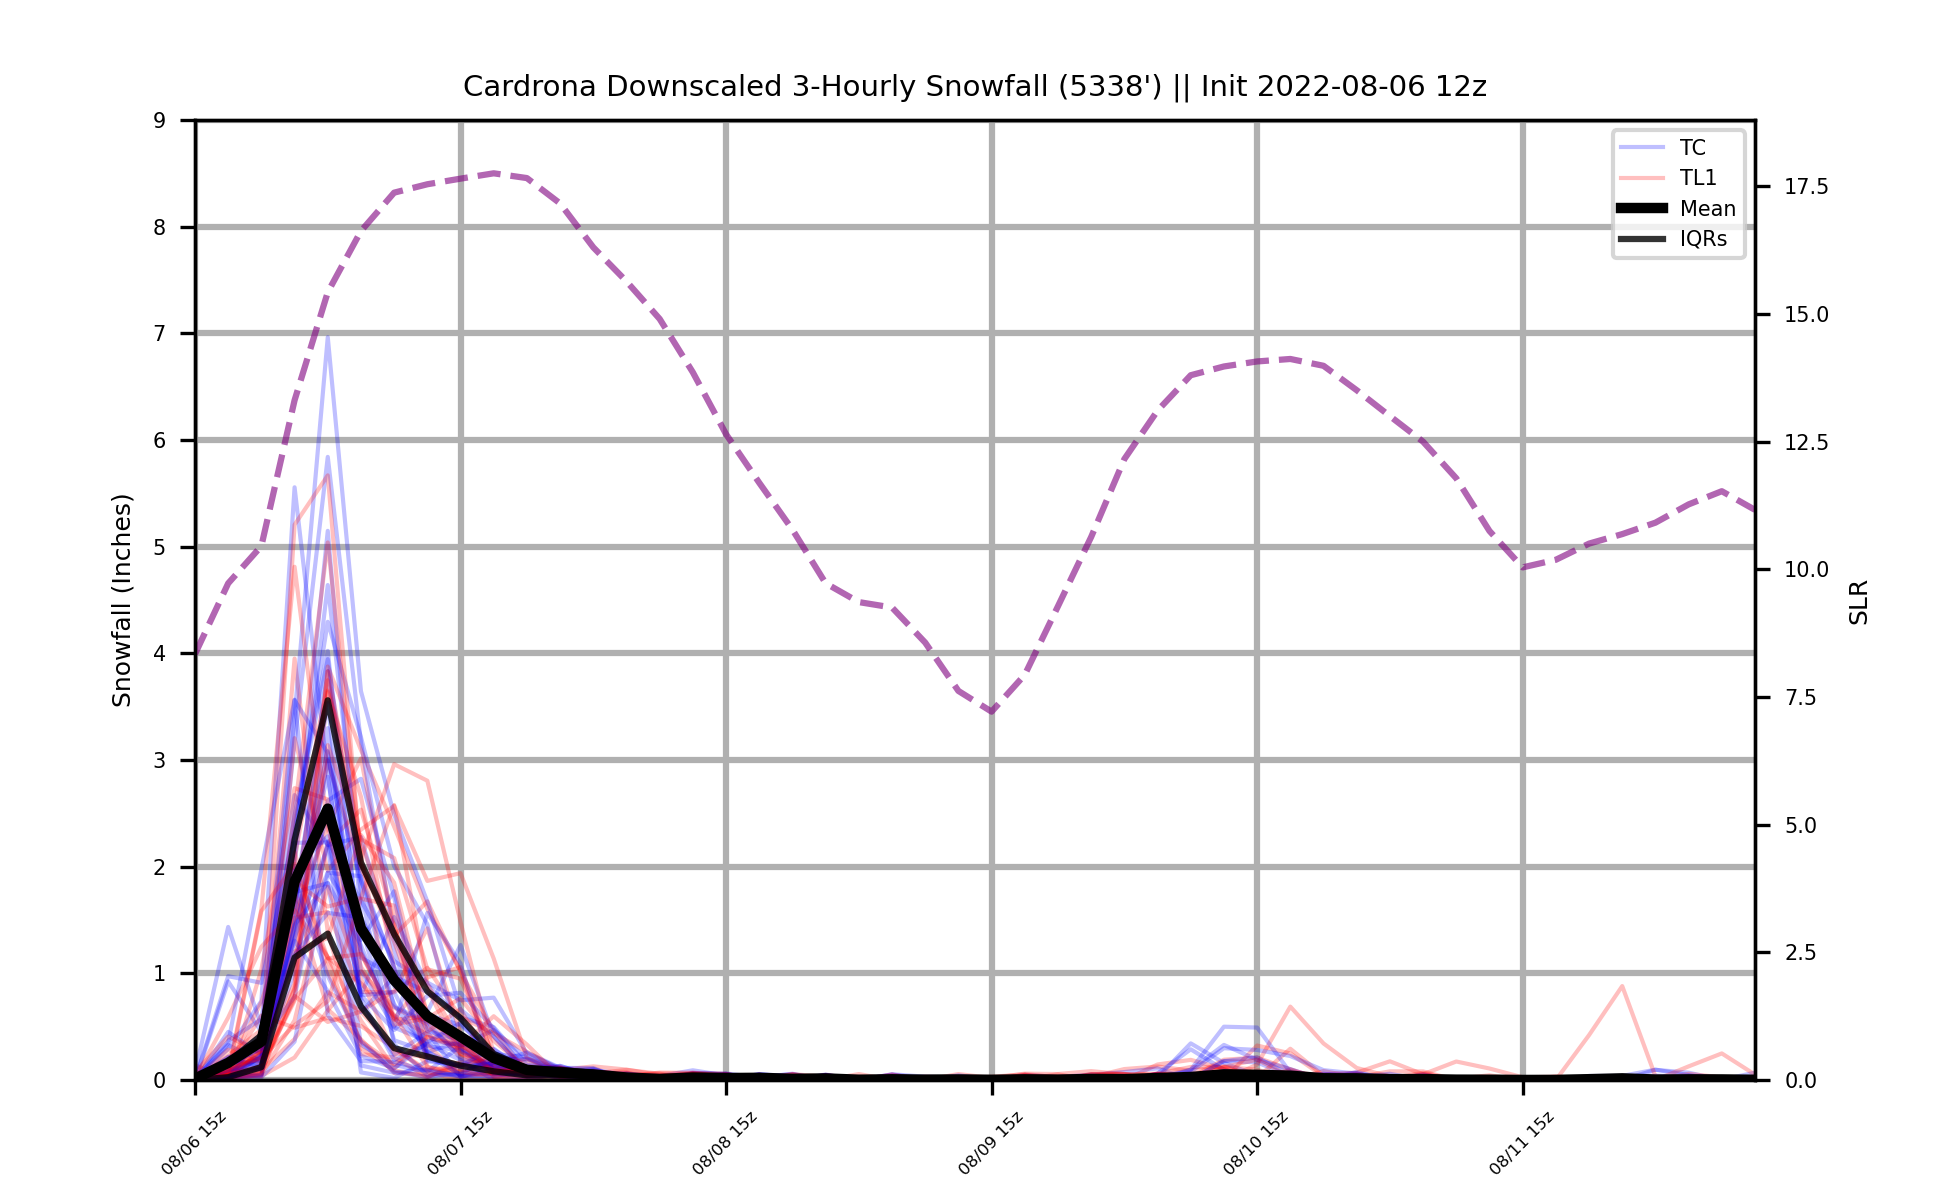 Cardrona Downscaled 3-Hourly Snowfall (5338') || Init 2022-08-06 12z
9
8
7
6
5
4
3
2
1
0
Snowfall (Inches)
TC
TL1
Mean
IQRs
17.5
15.0
12.5
10.0
7.5
5.0
2.5
0.0
SLR
08/06 15z
08/07 15z
08/08 15z
08/09 15z
08/10 15z
08/11 15z